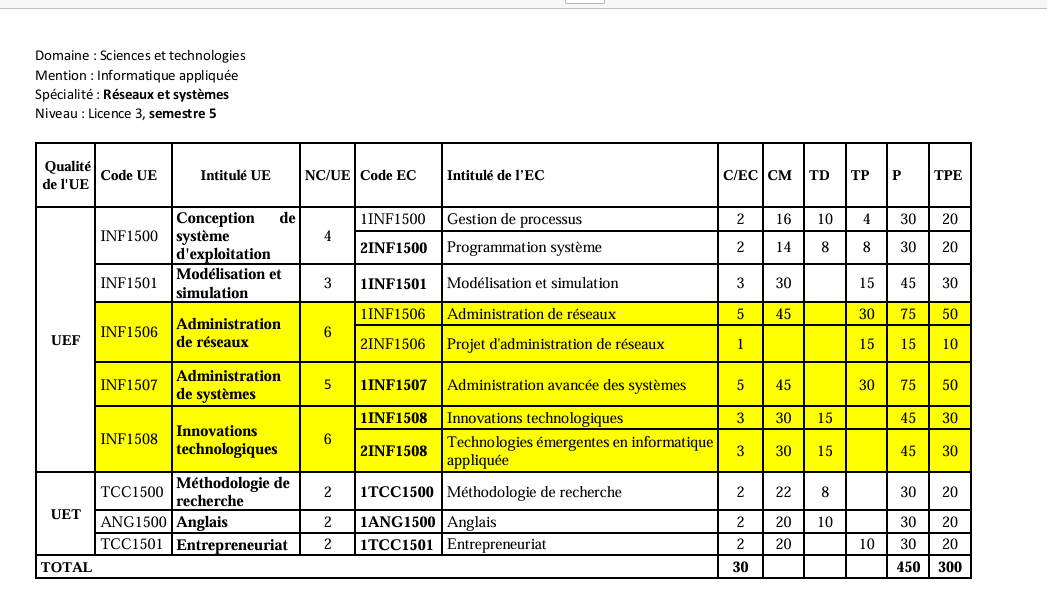 Domaine : Sciences et technologies
Mention : Informatique appliquée
Spécialité : Réseaux et systèmes
Niveau : Licence 3, semestre 5
Qualité de l'UE Code UE Intitulé UE NC/UE Code EC Intitulé de l'EC C/EC CM TD TP P TPE
UEF INF1500 Conception de système d'exploitation 4 1INF1500 Gestion de processus 2 16 10 4 30 20
2INF1500 Programmation système 2 14 8 8 30 20
INF1501 Modélisation et simulation 3 1INF1501 Modélisation et simulation 3 30 15 45 30
INF1506 Administration de réseaux 6 1INF1506 Administration de réseaux 5 45 30 75 50
2INF1506 Projet d'administration de réseaux 1 15 15 10
INF1507 Administration de systèmes 5 1INF1507 Administration avancée des systèmes 5 45 30 75 50
INF1508 Innovations technologiques 6 1INF1508 Innovations technologiques 3 30 15 45 30
2INF1508 Technologies émergentes en informatique appliquée 3 30 15 45 30
UET TCC1500 Méthodologie de recherche 2 1TCC1500 Méthodologie de recherche 2 22 8 30 20
ANG1500 Anglais 2 1ANG1500 Anglais 2 20 10 30 20
TCC1501 Entrepreneuriat 2 1TCC1501 Entrepreneuriat 2 20 10 30 20
TOTAL 30 450 300